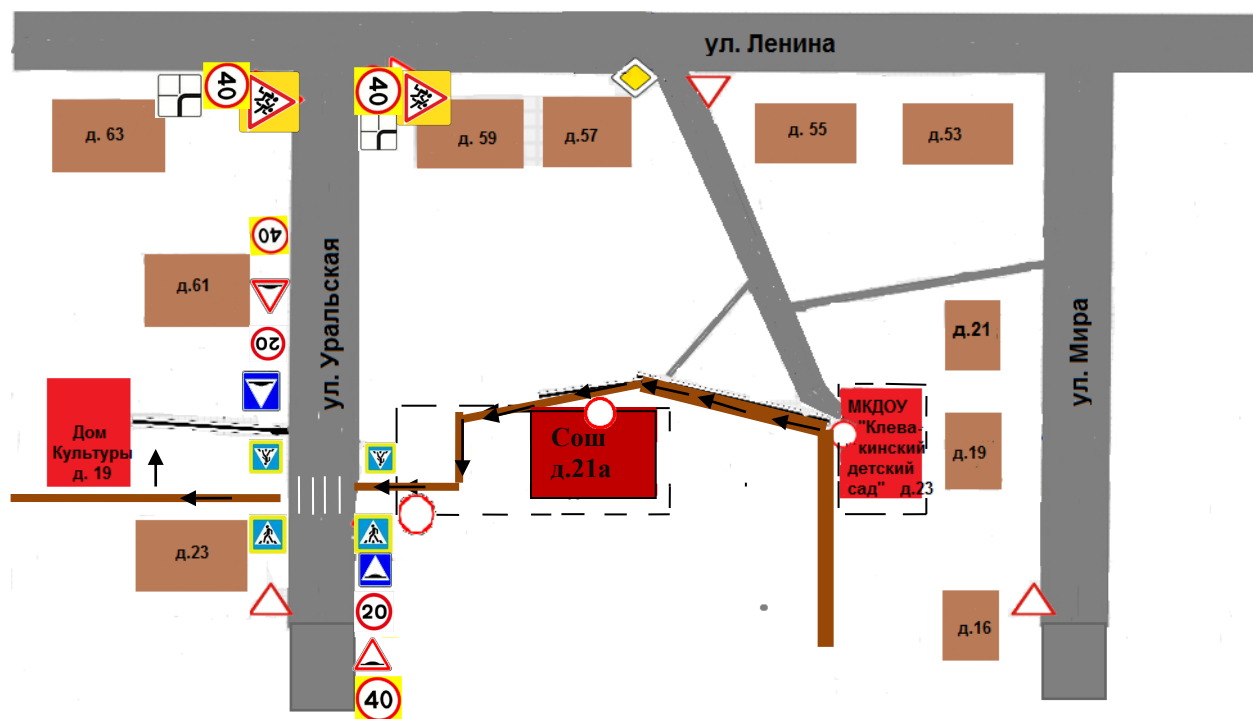 ул. Ленина
40
40
д. 63
д. 59
д. 57
д. 55
д.53
40
д.61
20
ул. Уральская
ул. Мира
д.21
Дом
Культуры
д. 19
Сош
д.21а
МКДОУ
"Клева-
кинский
детский
сад" д.23
д.19
д.23
20
40
д.16